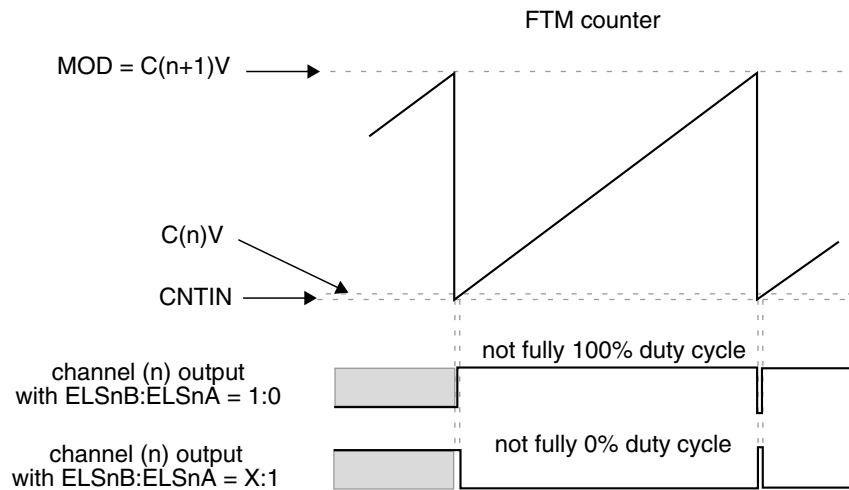 FTM counter
MOD = C(n+1)V
C(n)V
CNTIN
not fully 100% duty cycle
channel (n) output
with ELSnB:ELSnA = 1:0
not fully 0% duty cycle
channel (n) output
with ELSnB:ELSnA = X:1